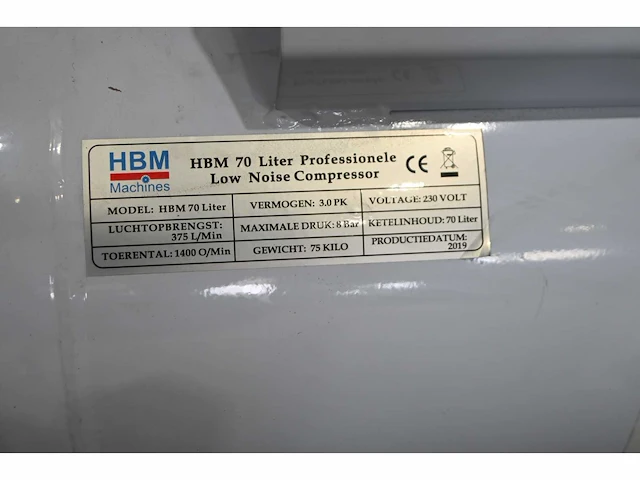 HBM
Machines
HBM 70 Liter Professionele
Low Noise Compressor
CE
MODEL: HBM 70 Liter
VERMOGEN: 3.0 PK
VOLTAGE: 230 VOLT
LUCHTOPBRENGST:
375 L/Min
MAXIMALE DRUK: 8 Bar
KETELINHOUD: 70 Liter
TOERENTAL: 1400 O/Min
GEWICHT: 75 KILO
PRODUCTIEDATUM:
2019